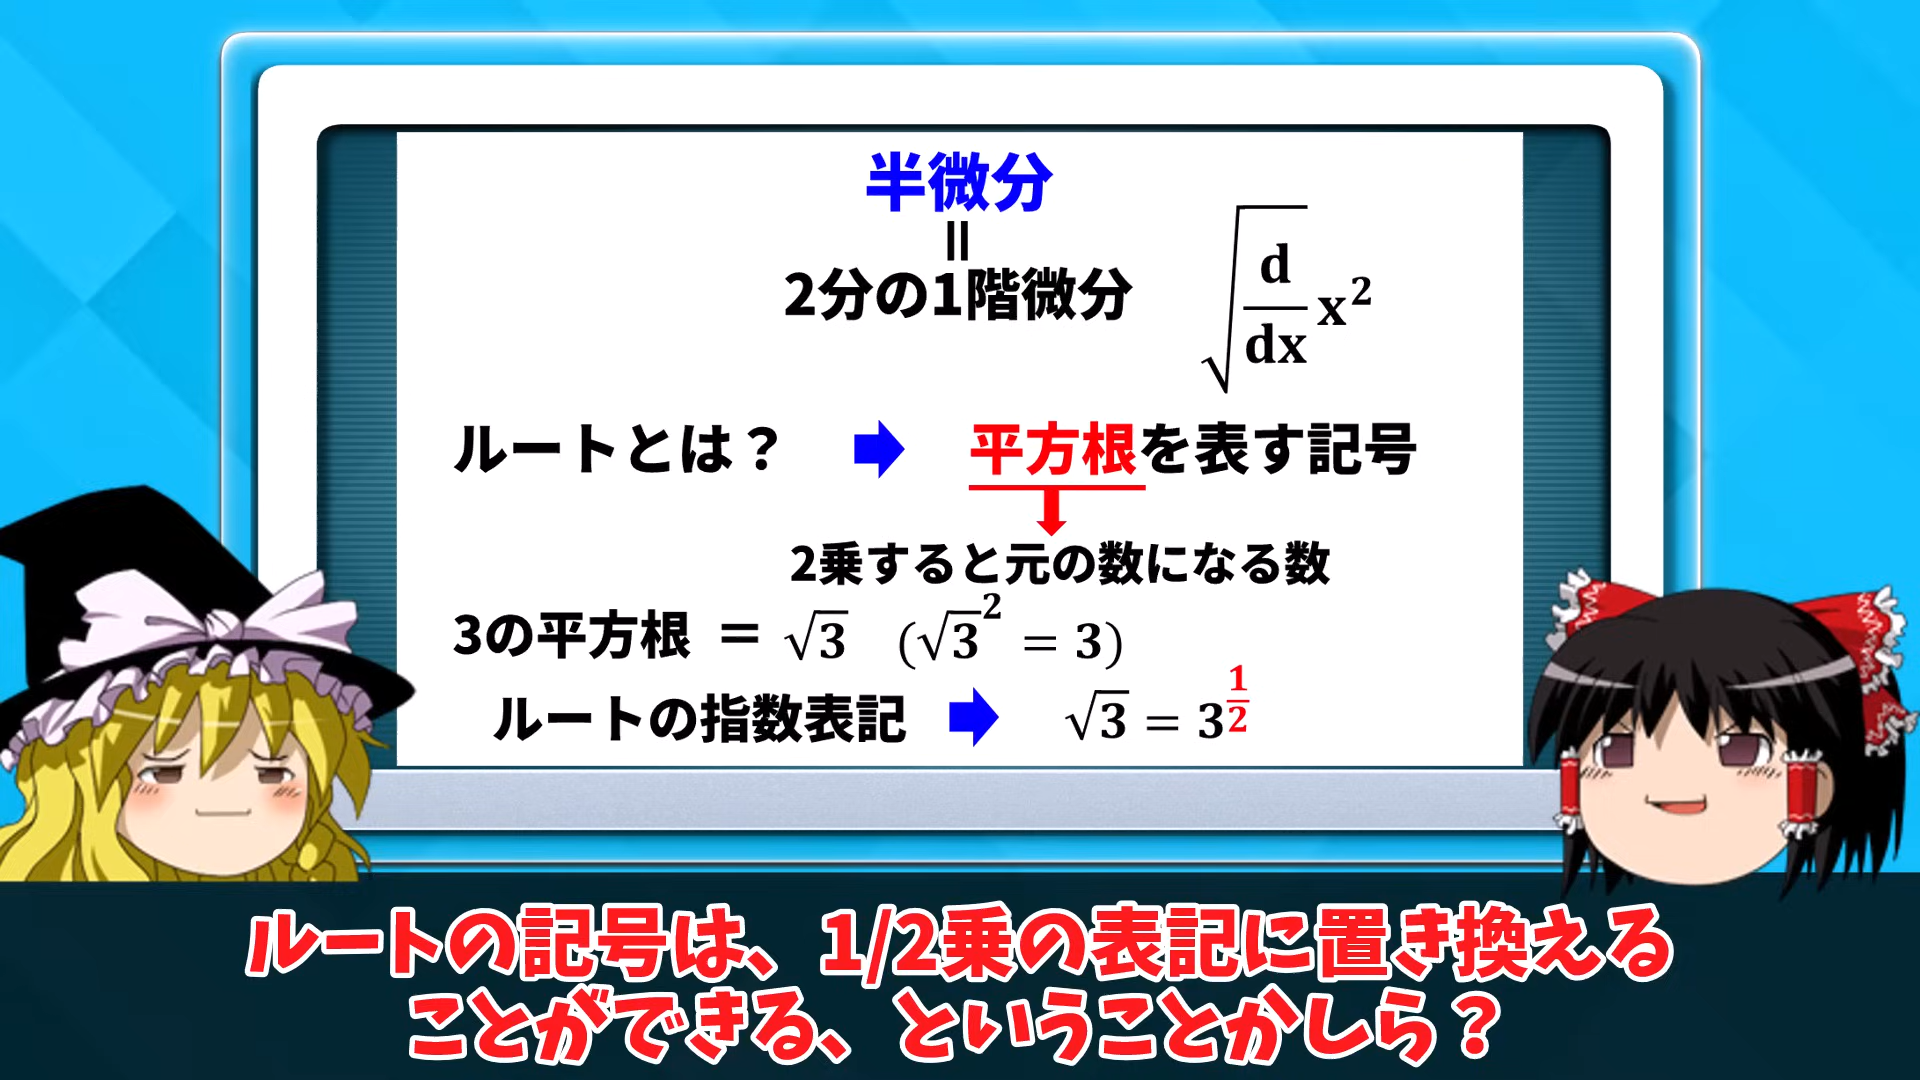 半微分
=
2分の1階微分
√(d/dx) x²
ルートとは？ ➡ 平方根を表す記号
2乗すると元の数になる数
3の平方根 = √3 (√3² = 3)
ルートの指数表記 ➡ √3 = 3^(1/2)
ルートの記号は、1/2乗の表記に置き換える
ことができる、ということかしら？